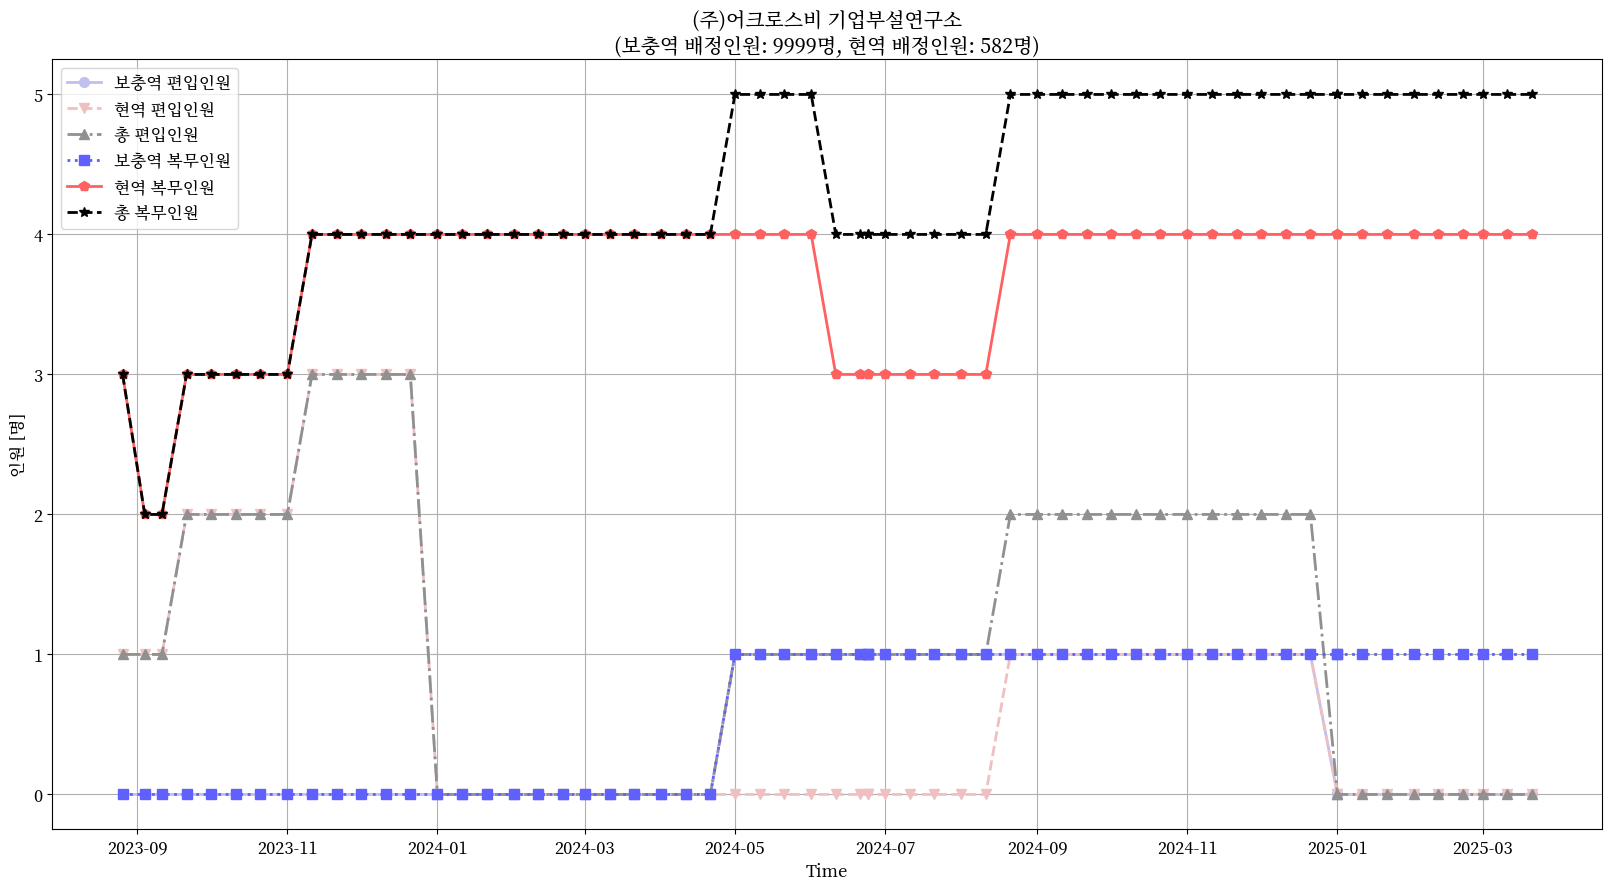 (주)어크로스비 기업부설연구소
(보충역 배정인원: 9999명, 현역 배정인원: 582명)
보충역 편입인원
현역 편입인원
총 편입인원
보충역 복무인원
현역 복무인원
총 복무인원
5
4
3
2
1
0
인원 [명]
2023-09 2023-11 2024-01 2024-03 2024-05 2024-07 2024-09 2024-11 2025-01 2025-03
Time